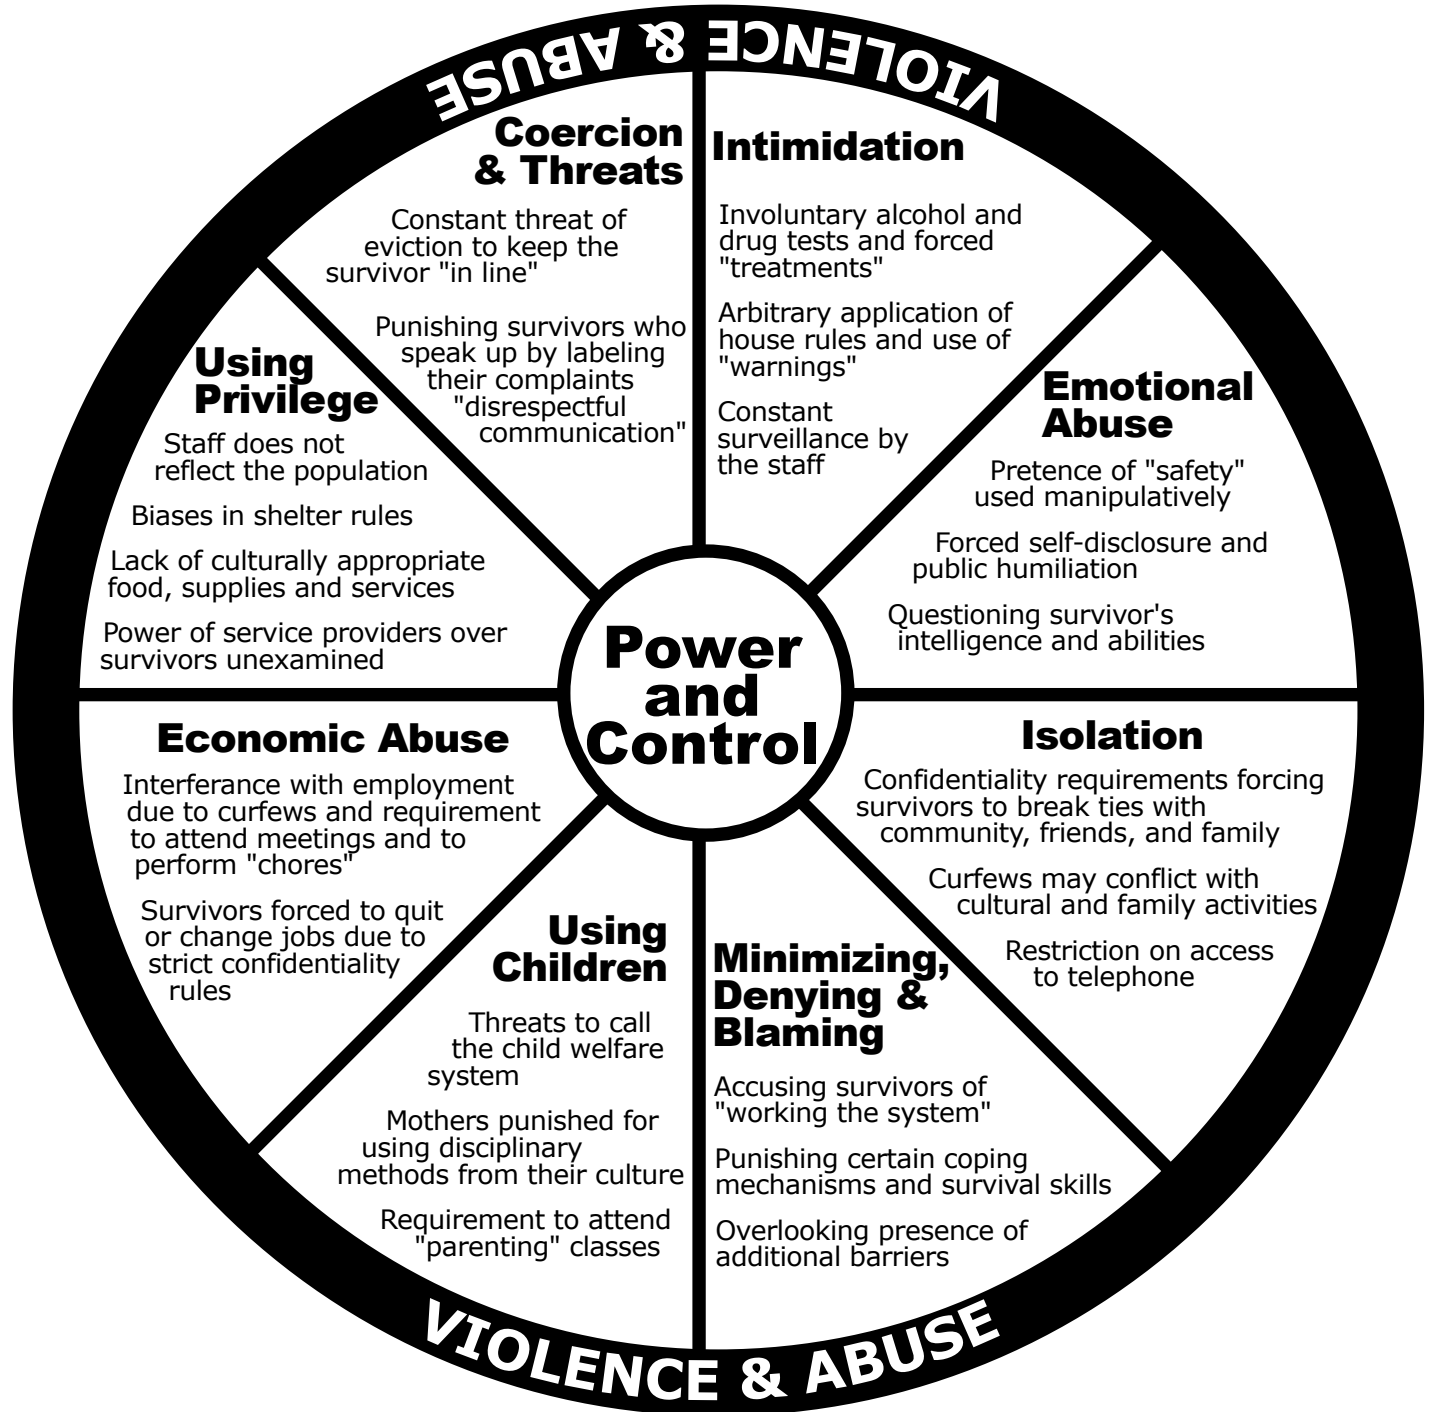 VIOLENCE & ABUSE
Coercion
& Threats
Constant threat of
eviction to keep the
survivor "in line"
Punishing survivors who
speak up by labeling
their complaints
"disrespectful
communication"
Intimidation
Involuntary alcohol and
drug tests and forced
"treatments"
Arbitrary application of
house rules and use of
"warnings"
Constant
surveillance by
the staff
Emotional
Abuse
Pretence of "safety"
used manipulatively
Forced self-disclosure and
public humiliation
Questioning survivor's
intelligence and abilities
Isolation
Confidentiality requirements forcing
survivors to break ties with
community, friends, and family
Curfews may conflict with
cultural and family activities
Restriction on access
to telephone
Minimizing,
Denying &
Blaming
Accusing survivors of
"working the system"
Punishing certain coping
mechanisms and survival skills
Overlooking presence of
additional barriers
Using
Children
Threats to call
the child welfare
system
Mothers punished for
using disciplinary
methods from their culture
Requirement to attend
"parenting" classes
Economic Abuse
Interferance with employment
due to curfews and requirement
to attend meetings and to
perform "chores"
Survivors forced to quit
or change jobs due to
strict confidentiality
rules
Using
Privilege
Staff does not
reflect the population
Biases in shelter rules
Lack of culturally appropriate
food, supplies and services
Power of service providers over
survivors unexamined
Power
and
Control
VIOLENCE & ABUSE